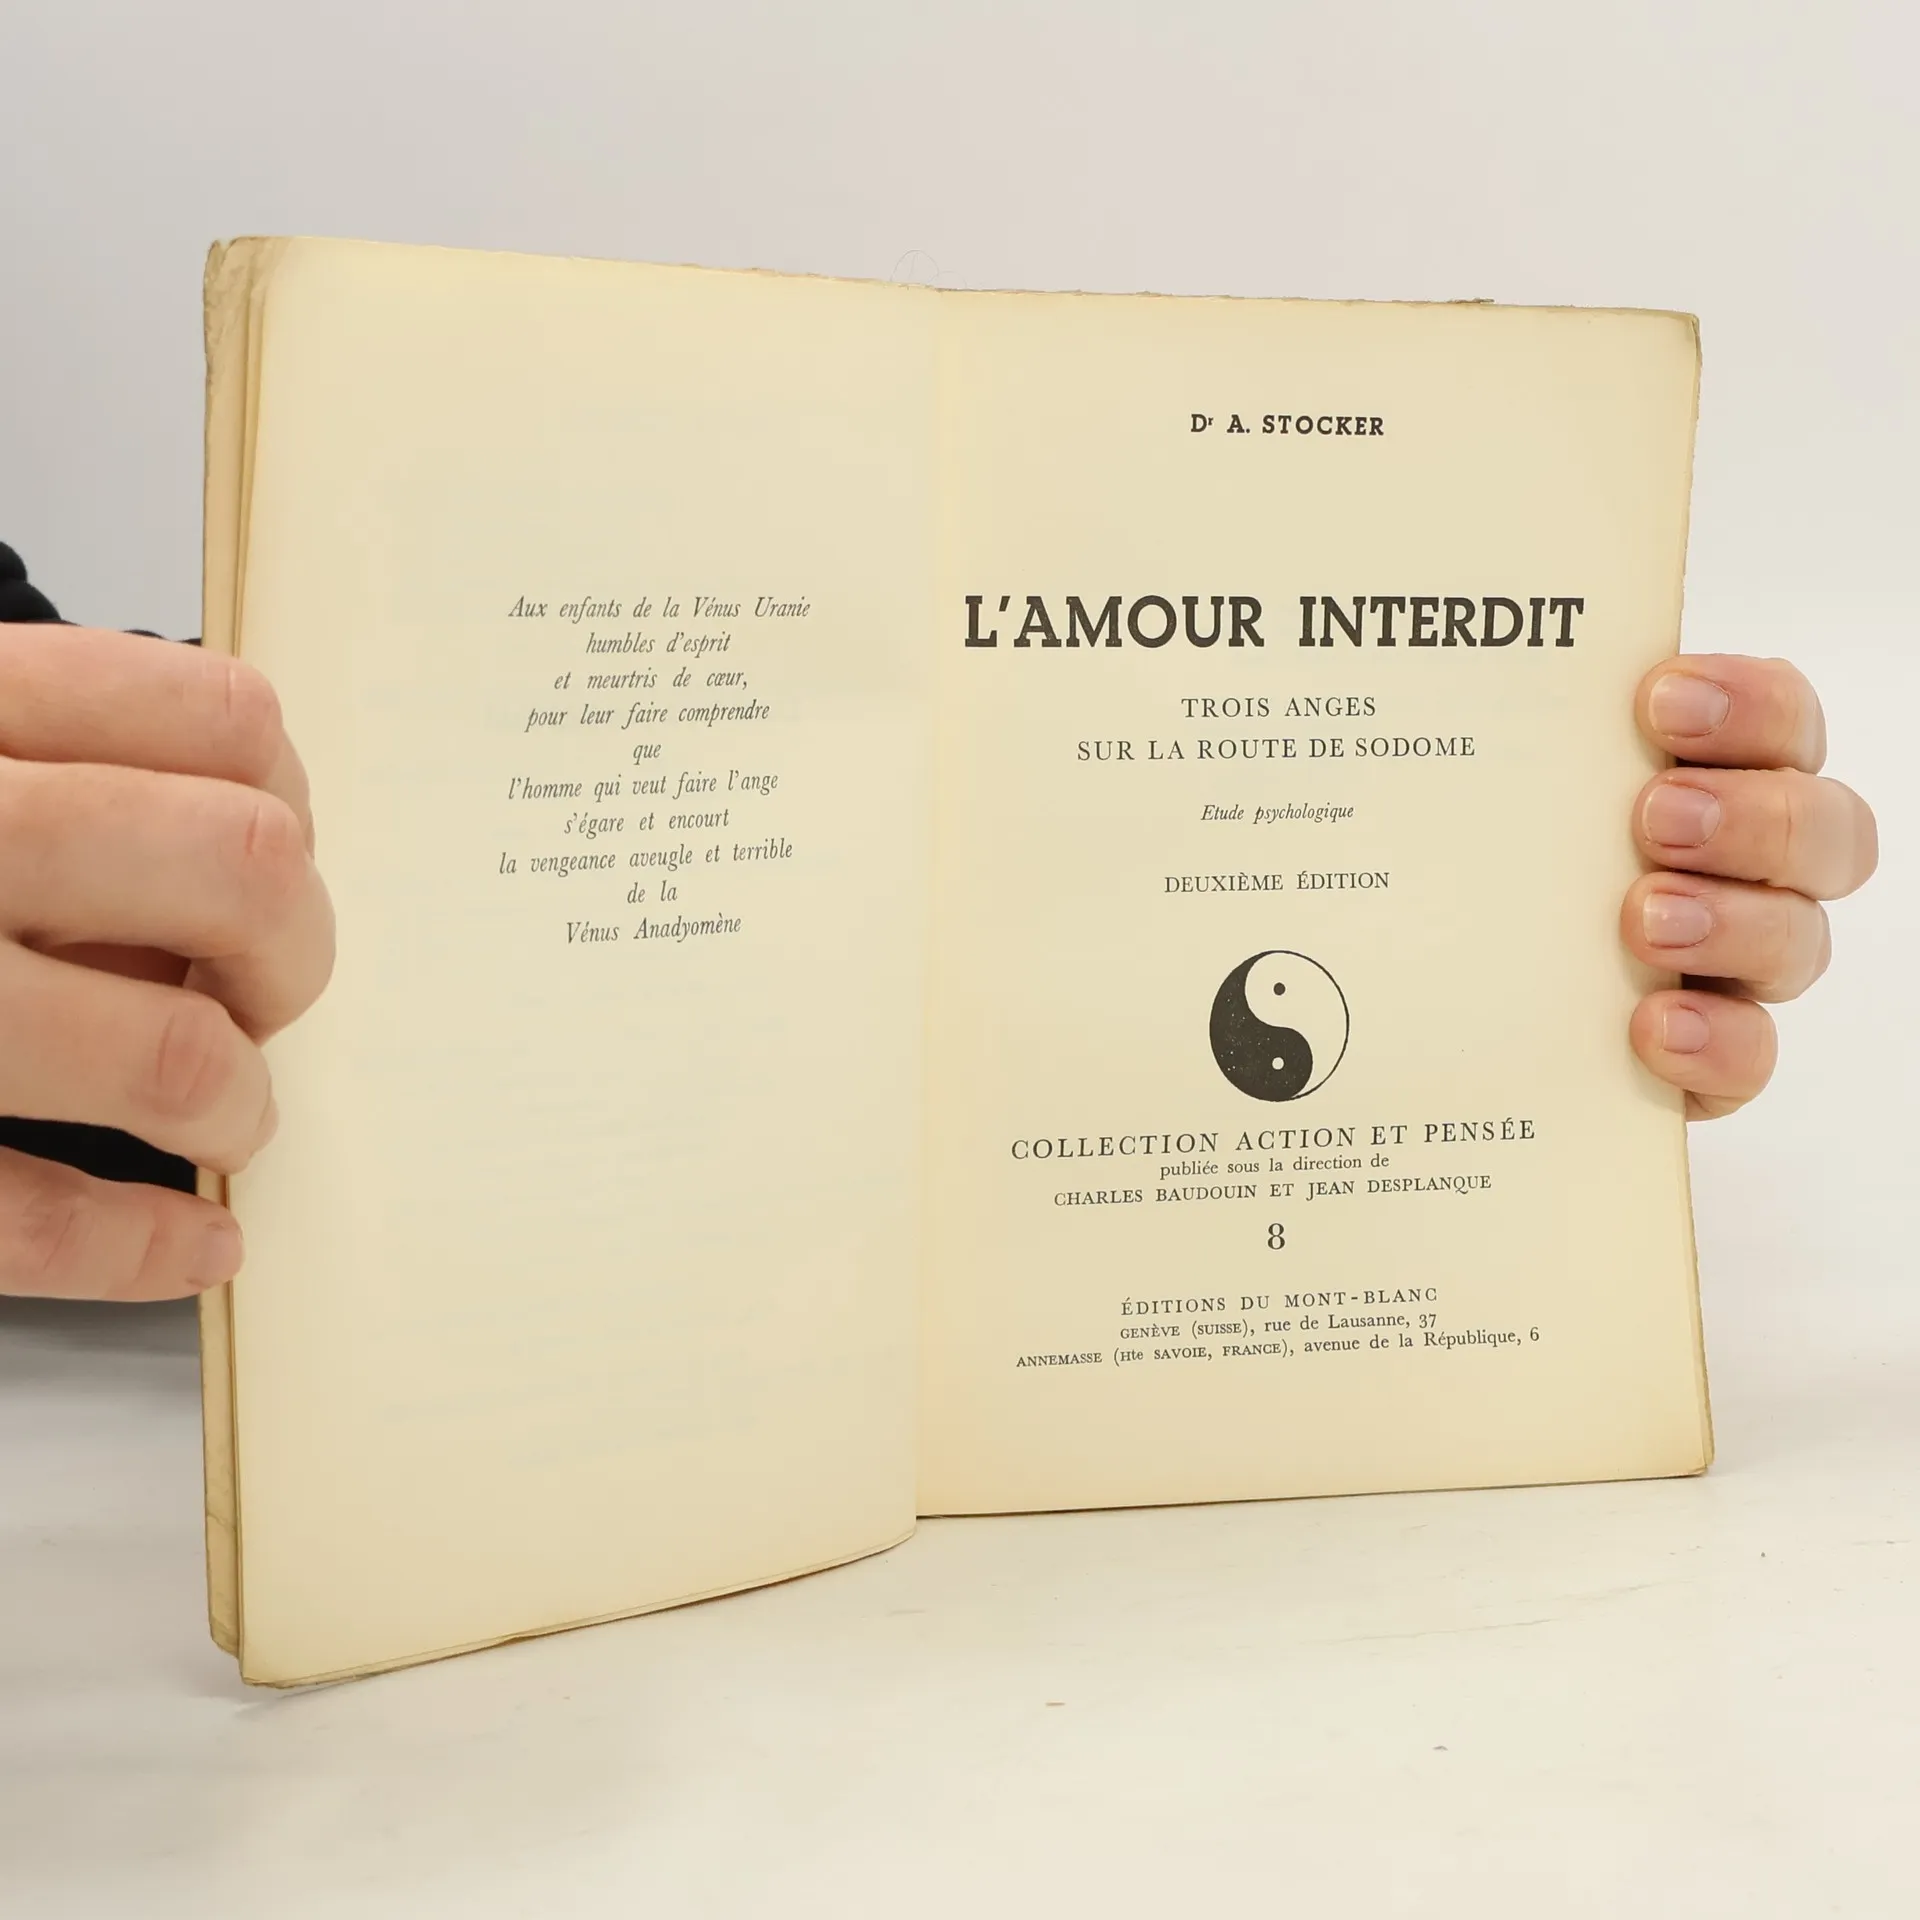 Aux enfants de la Vénus Uranie
humbles d'esprit
et meurtris de cœur,
pour leur faire comprendre
que
l'homme qui veut faire l'ange
s'égare et encourt
la vengeance aveugle et terrible
de la
Vénus Anadyomène
Dr A. STOCKER
L'AMOUR INTERDIT
TROIS ANGES
SUR LA ROUTE DE SODOME
Etude psychologique
DEUXIÈME ÉDITION
COLLECTION ACTION ET PENSÉE
publiée sous la direction de
CHARLES BAUDOUIN ET JEAN DESPLANQUE
8
ÉDITIONS DU MONT-BLANC
GENÈVE (SUISSE), rue de Lausanne, 37
ANNEMASSE (Hte SAVOIE, FRANCE), avenue de la République, 6